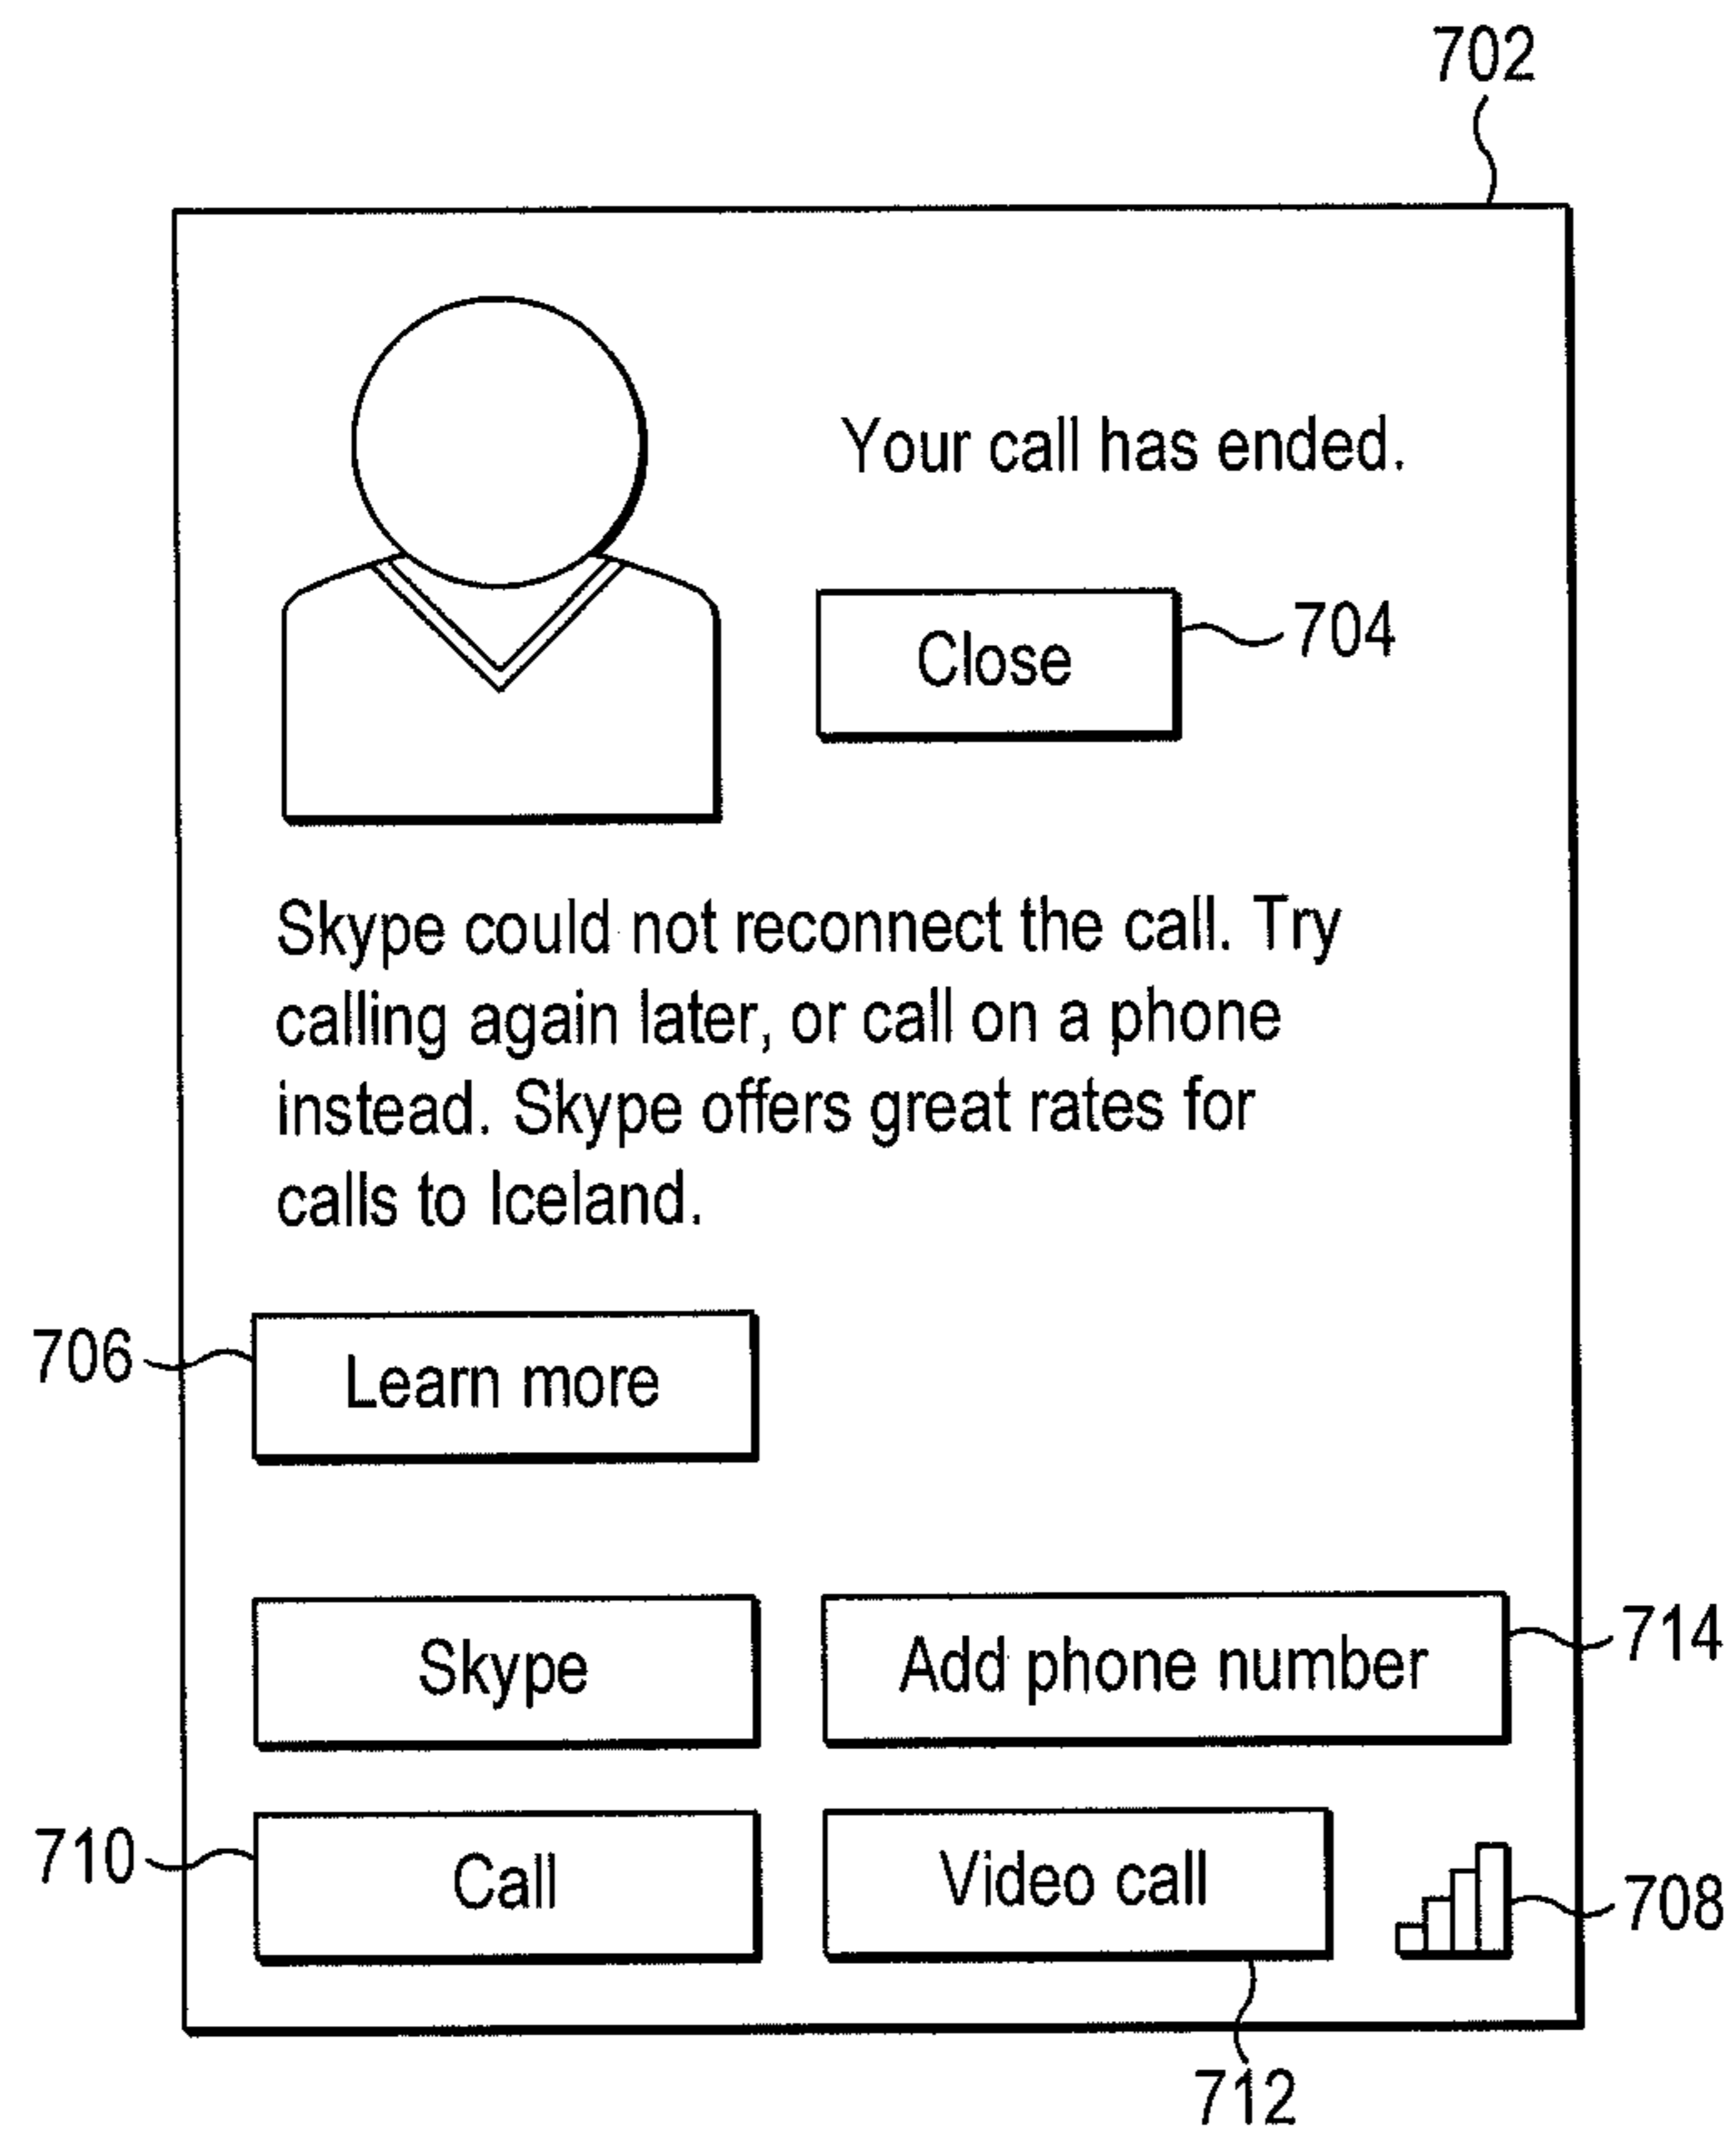 702
Your call has ended.
Close
704
Skype could not reconnect the call. Try
calling again later, or call on a phone
instead. Skype offers great rates for
calls to Iceland.
706
Learn more
Skype
Add phone number
714
710
Call
Video call
708
712